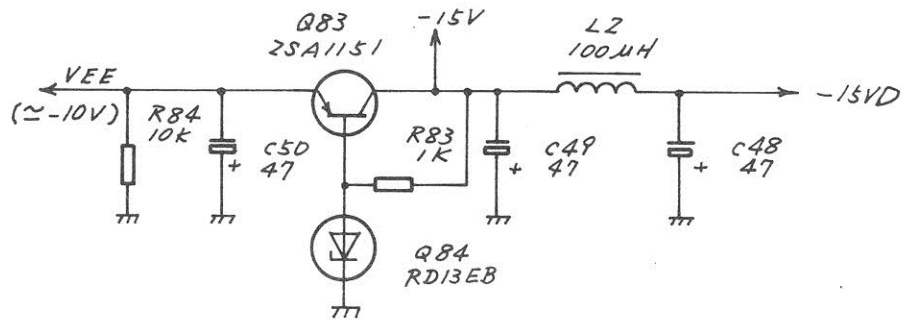 Q83
2SA1151
-15V
L2
100μH
VEE
(≃-10V)
R84
10K
C50
47
+
R83
1K
C49
47
+
C48
47
+
-15VD
Q84
RD13EB